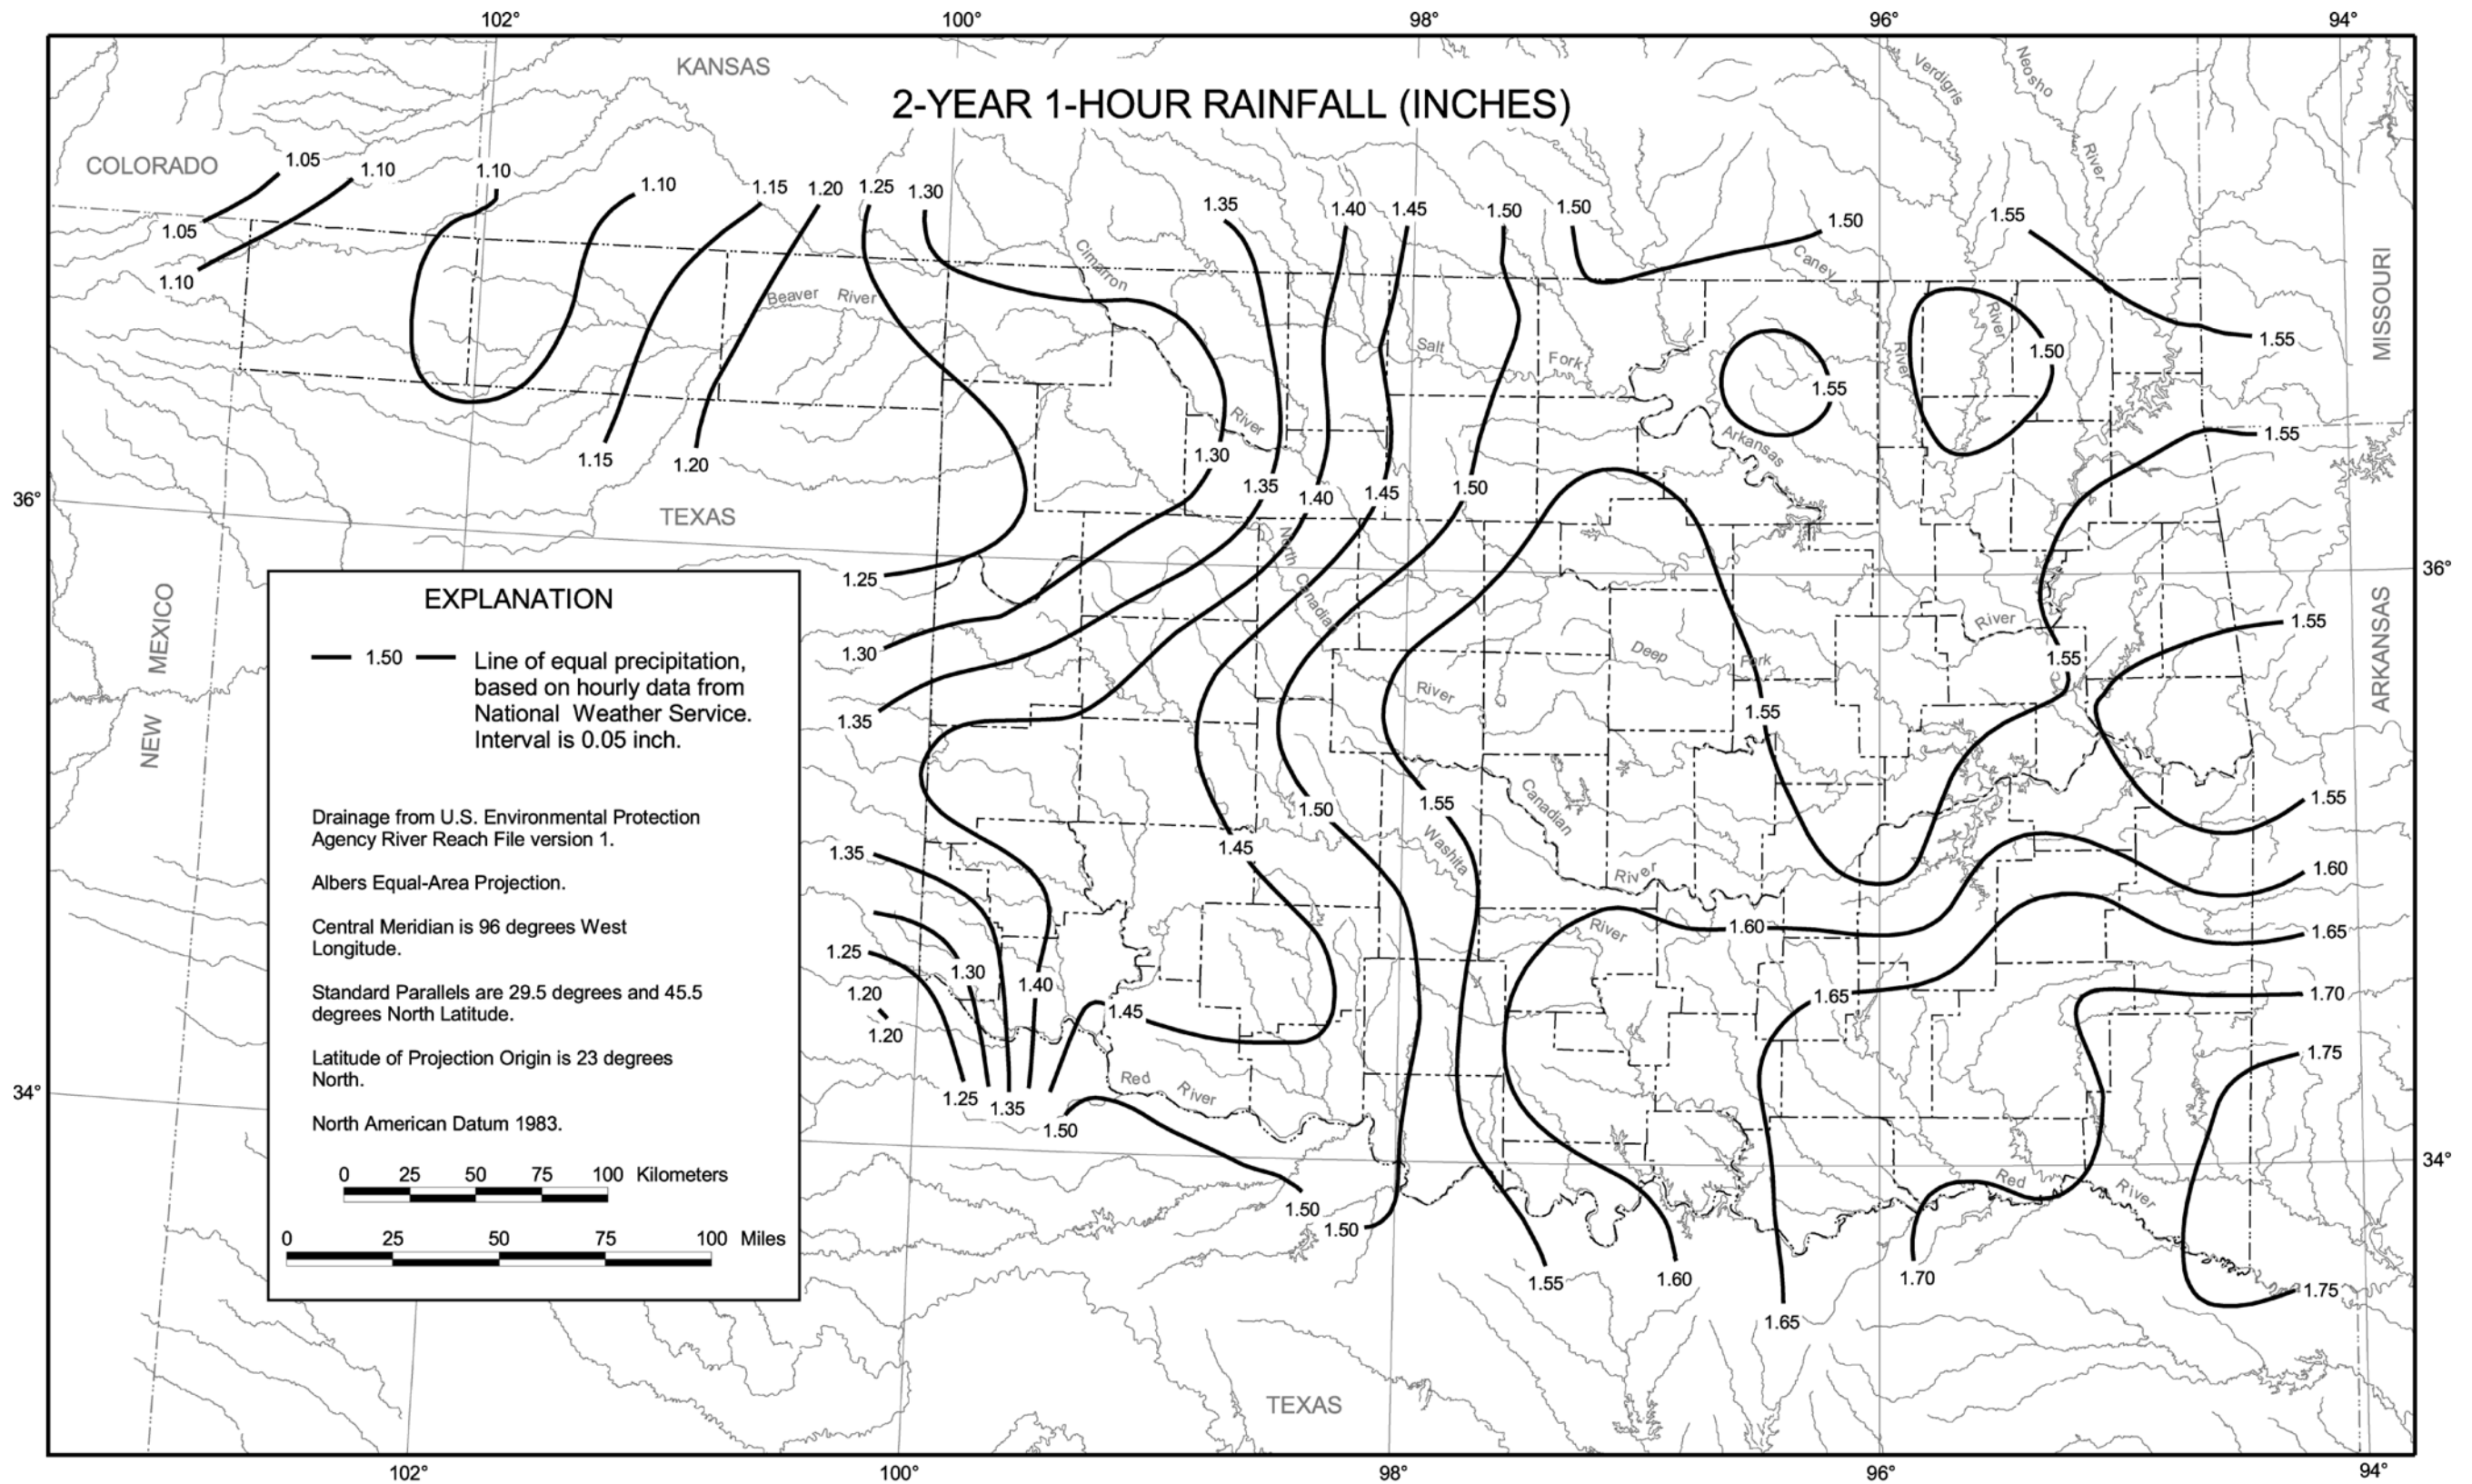 102° 100° 98° 96° 94°
KANSAS
2-YEAR 1-HOUR RAINFALL (INCHES)
Verdigris
Neosho
River
COLORADO
1.05 1.10 1.10 1.10 1.15 1.20 1.25 1.30 1.35 1.40 1.45 1.50 1.50 1.50 1.55
1.05
1.10
MISSOURI
Cimarron
Caney
Beaver River
River
River
Salt Fork
1.50
1.55
1.55
River
Arkansas
1.55
1.15 1.20 1.30
1.35 1.40 1.45 1.50
36°
TEXAS
North Canadian
1.25
36°
EXPLANATION
1.50 Line of equal precipitation,
based on hourly data from
National Weather Service.
Interval is 0.05 inch.
NEW MEXICO
ARKANSAS
River
1.55
1.30
Deep Fork
1.55
River
1.35
1.55
1.50
1.55
1.55
Canadian
Drainage from U.S. Environmental Protection
Agency River Reach File version 1.
1.35
1.45
Washita
River
1.60
Albers Equal-Area Projection.
Central Meridian is 96 degrees West
Longitude.
River
1.60
1.65
1.25
1.30
1.40
1.20
1.65
1.70
Standard Parallels are 29.5 degrees and 45.5
degrees North Latitude.
1.45
1.20
Latitude of Projection Origin is 23 degrees
North.
1.75
Red River
34°
1.25 1.35
North American Datum 1983.
1.50
34°
0 25 50 75 100 Kilometers
Red River
1.50
1.50
0 25 50 75 100 Miles
1.55 1.60 1.70
1.75
1.65
TEXAS
102° 100° 98° 96° 94°